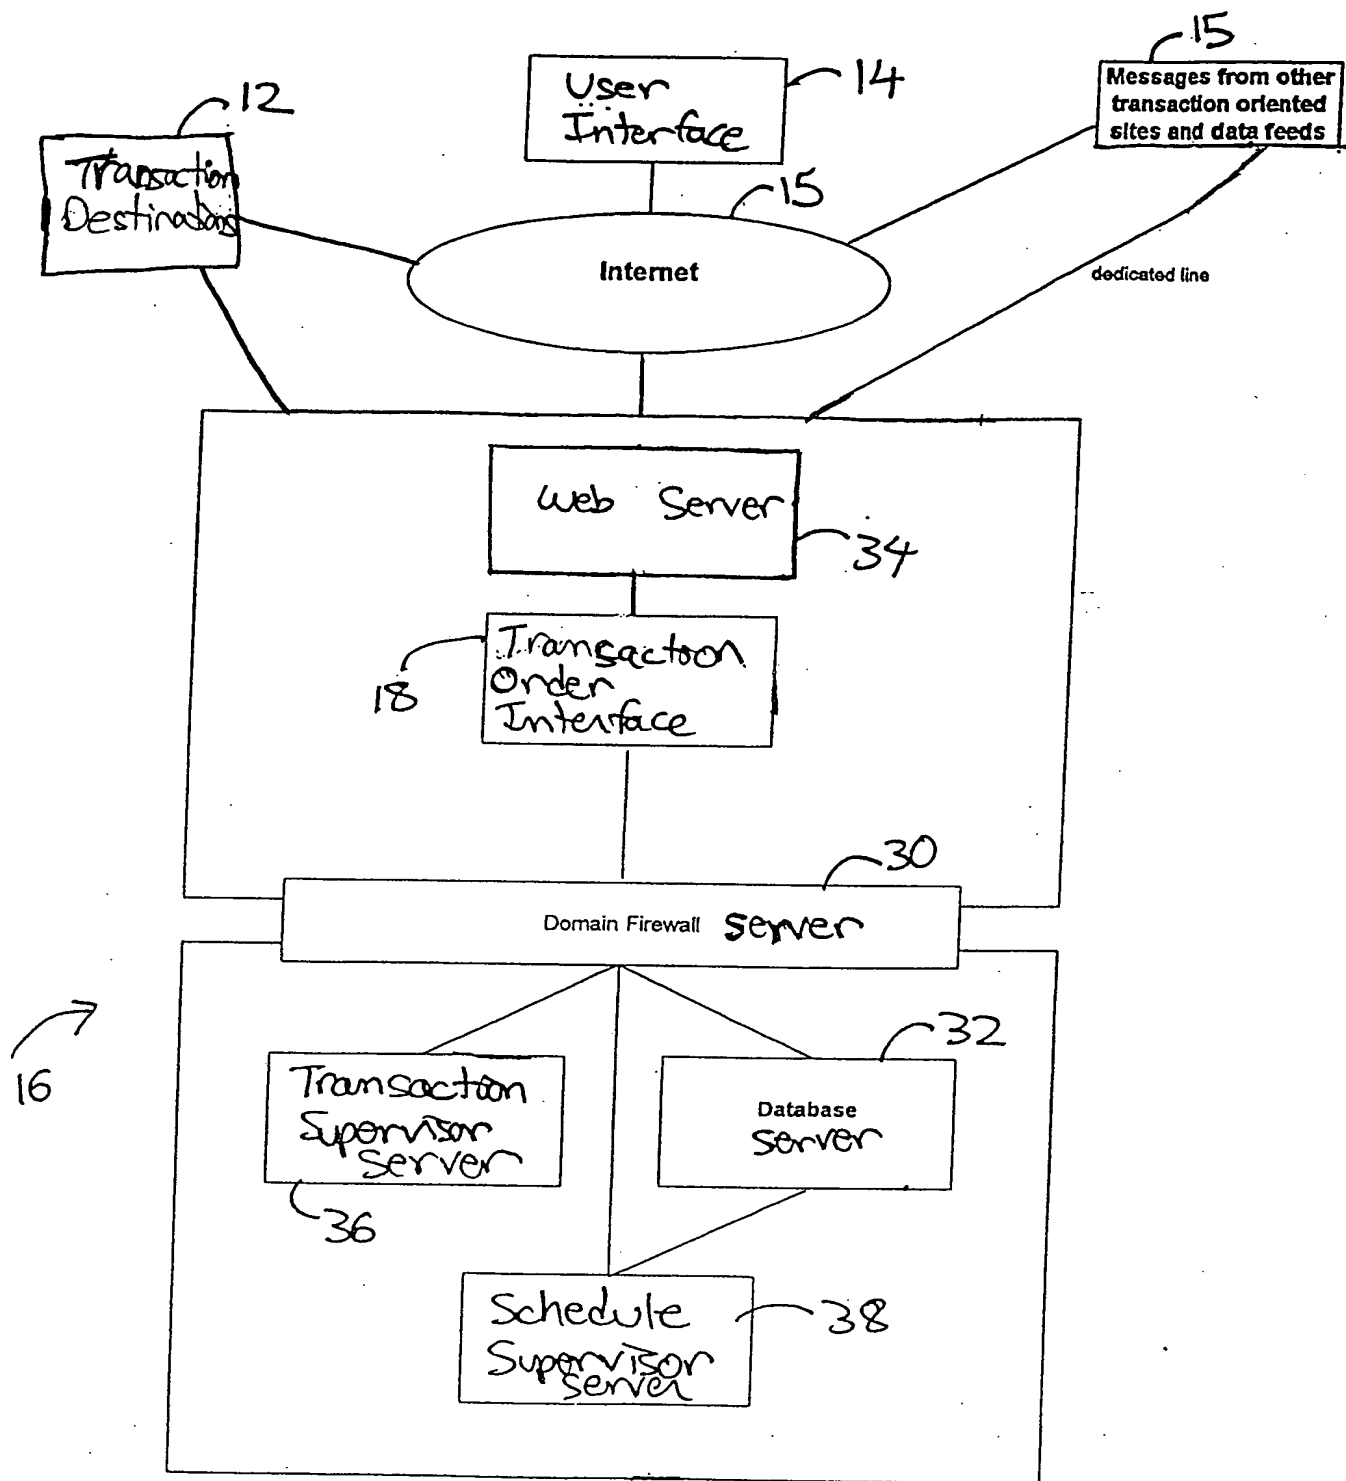 15
14
User
Interface
Messages from other
transaction oriented
sites and data feeds
12
Transaction
Destinations
15
Internet
dedicated line
Web Server
34
Transaction
Order
Interface
18
30
Domain Firewall server
16
32
Transaction
Supervisor
server
Database
server
36
Schedule
Supervisor
server
38